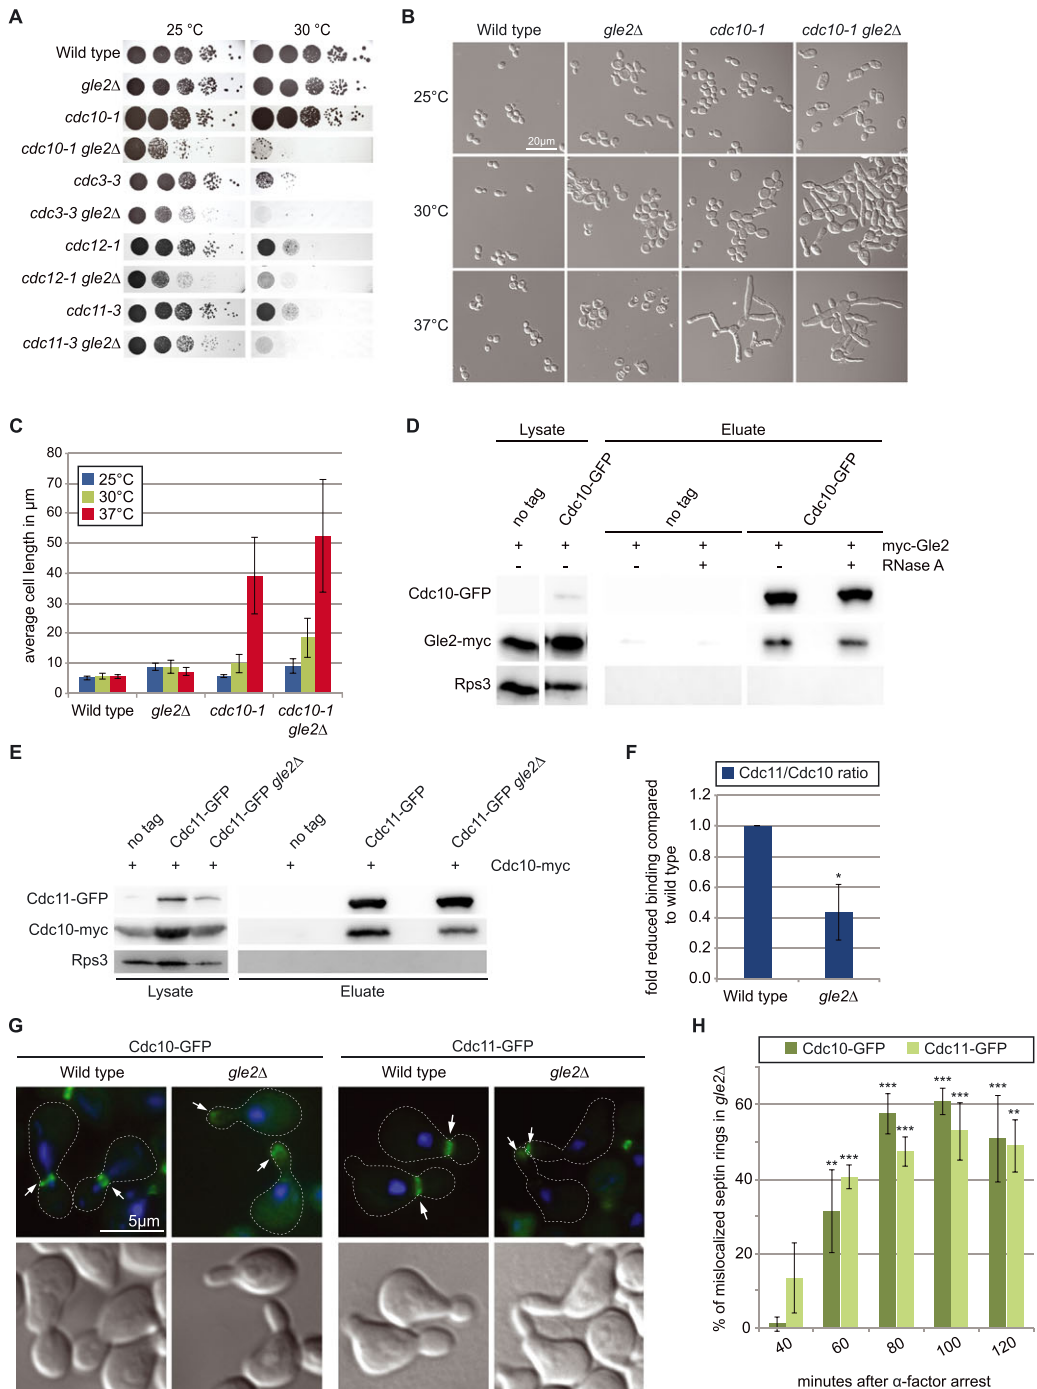 A
25 °C
30 °C
Wild type
gle2Δ
cdc10-1
cdc10-1 gle2Δ
cdc3-3
cdc3-3 gle2Δ
cdc12-1
cdc12-1 gle2Δ
cdc11-3
cdc11-3 gle2Δ
B
Wild type
gle2Δ
cdc10-1
cdc10-1 gle2Δ
25°C
20µm
30°C
37°C
C
average cell length in µm
80
70
60
50
40
30
20
10
0
25°C
30°C
37°C
Wild type
gle2Δ
cdc10-1
cdc10-1
gle2Δ
D
Lysate
Eluate
no tag
Cdc10-GFP
no tag
Cdc10-GFP
+ + + + + + myc-Gle2
- - - + - + RNase A
Cdc10-GFP
Gle2-myc
Rps3
E
no tag
Cdc11-GFP
Cdc11-GFP gle2Δ
no tag
Cdc11-GFP
Cdc11-GFP gle2Δ
+ + + + + + Cdc10-myc
Cdc11-GFP
Cdc10-myc
Rps3
Lysate
Eluate
F
Cdc11/Cdc10 ratio
fold reduced binding compared
to wild type
1.2
1.0
0.8
0.6
0.4
0.2
0.0
*
Wild type
gle2Δ
G
Cdc10-GFP
Cdc11-GFP
Wild type
gle2Δ
Wild type
gle2Δ
5µm
H
Cdc10-GFP
Cdc11-GFP
% of mislocalized septin rings in gle2Δ
60
40
20
0
** *** *** *** *** *** *** **
40
60
80
100
120
minutes after α-factor arrest